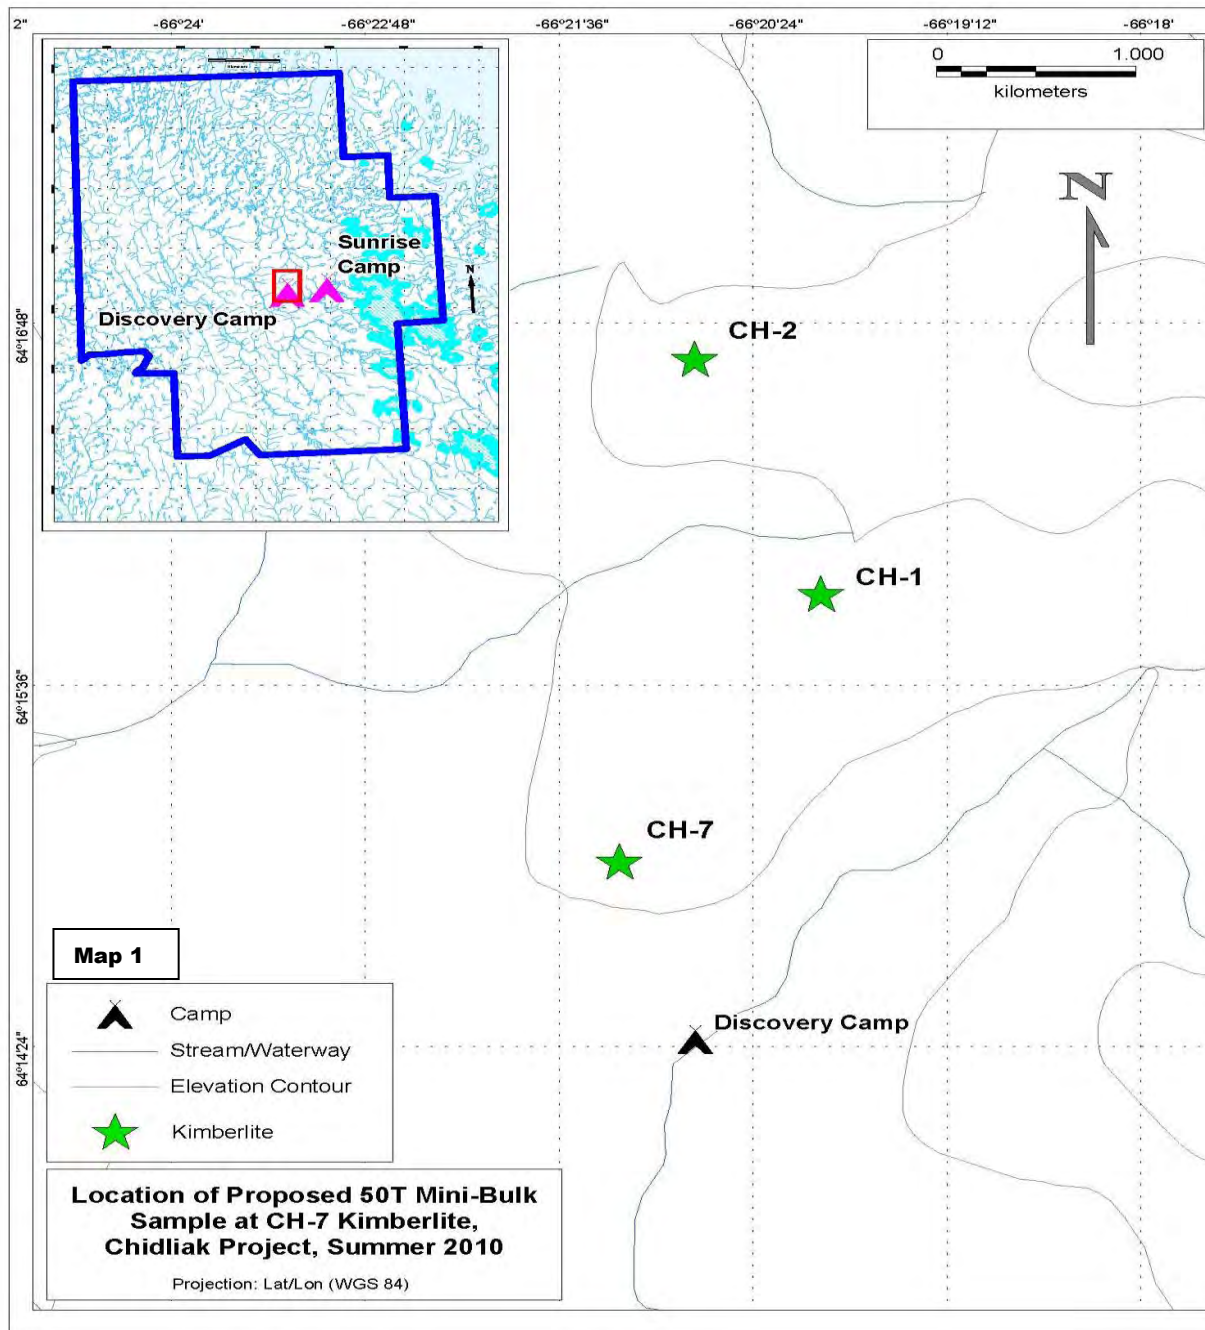 2" -66°24' -66°22'48" -66°21'36" -66°20'24" -66°19'12" -66°18'
0 1.000
kilometers
N
Sunrise
Camp
N
Discovery Camp
64°16'48"
CH-2
CH-1
64°15'36"
CH-7
Map 1
Camp
Discovery Camp
64°14'24"
Stream/Waterway
Elevation Contour
Kimberlite
Location of Proposed 50T Mini-Bulk
Sample at CH-7 Kimberlite,
Chidliak Project, Summer 2010
Projection: Lat/Lon (WGS 84)